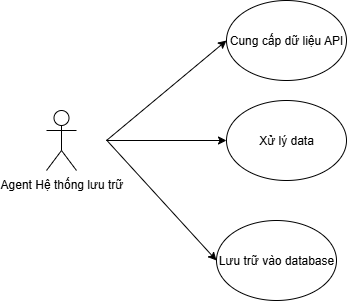 Cung cấp dữ liệu API
Xử lý data
Agent Hệ thống lưu trữ
Lưu trữ vào database